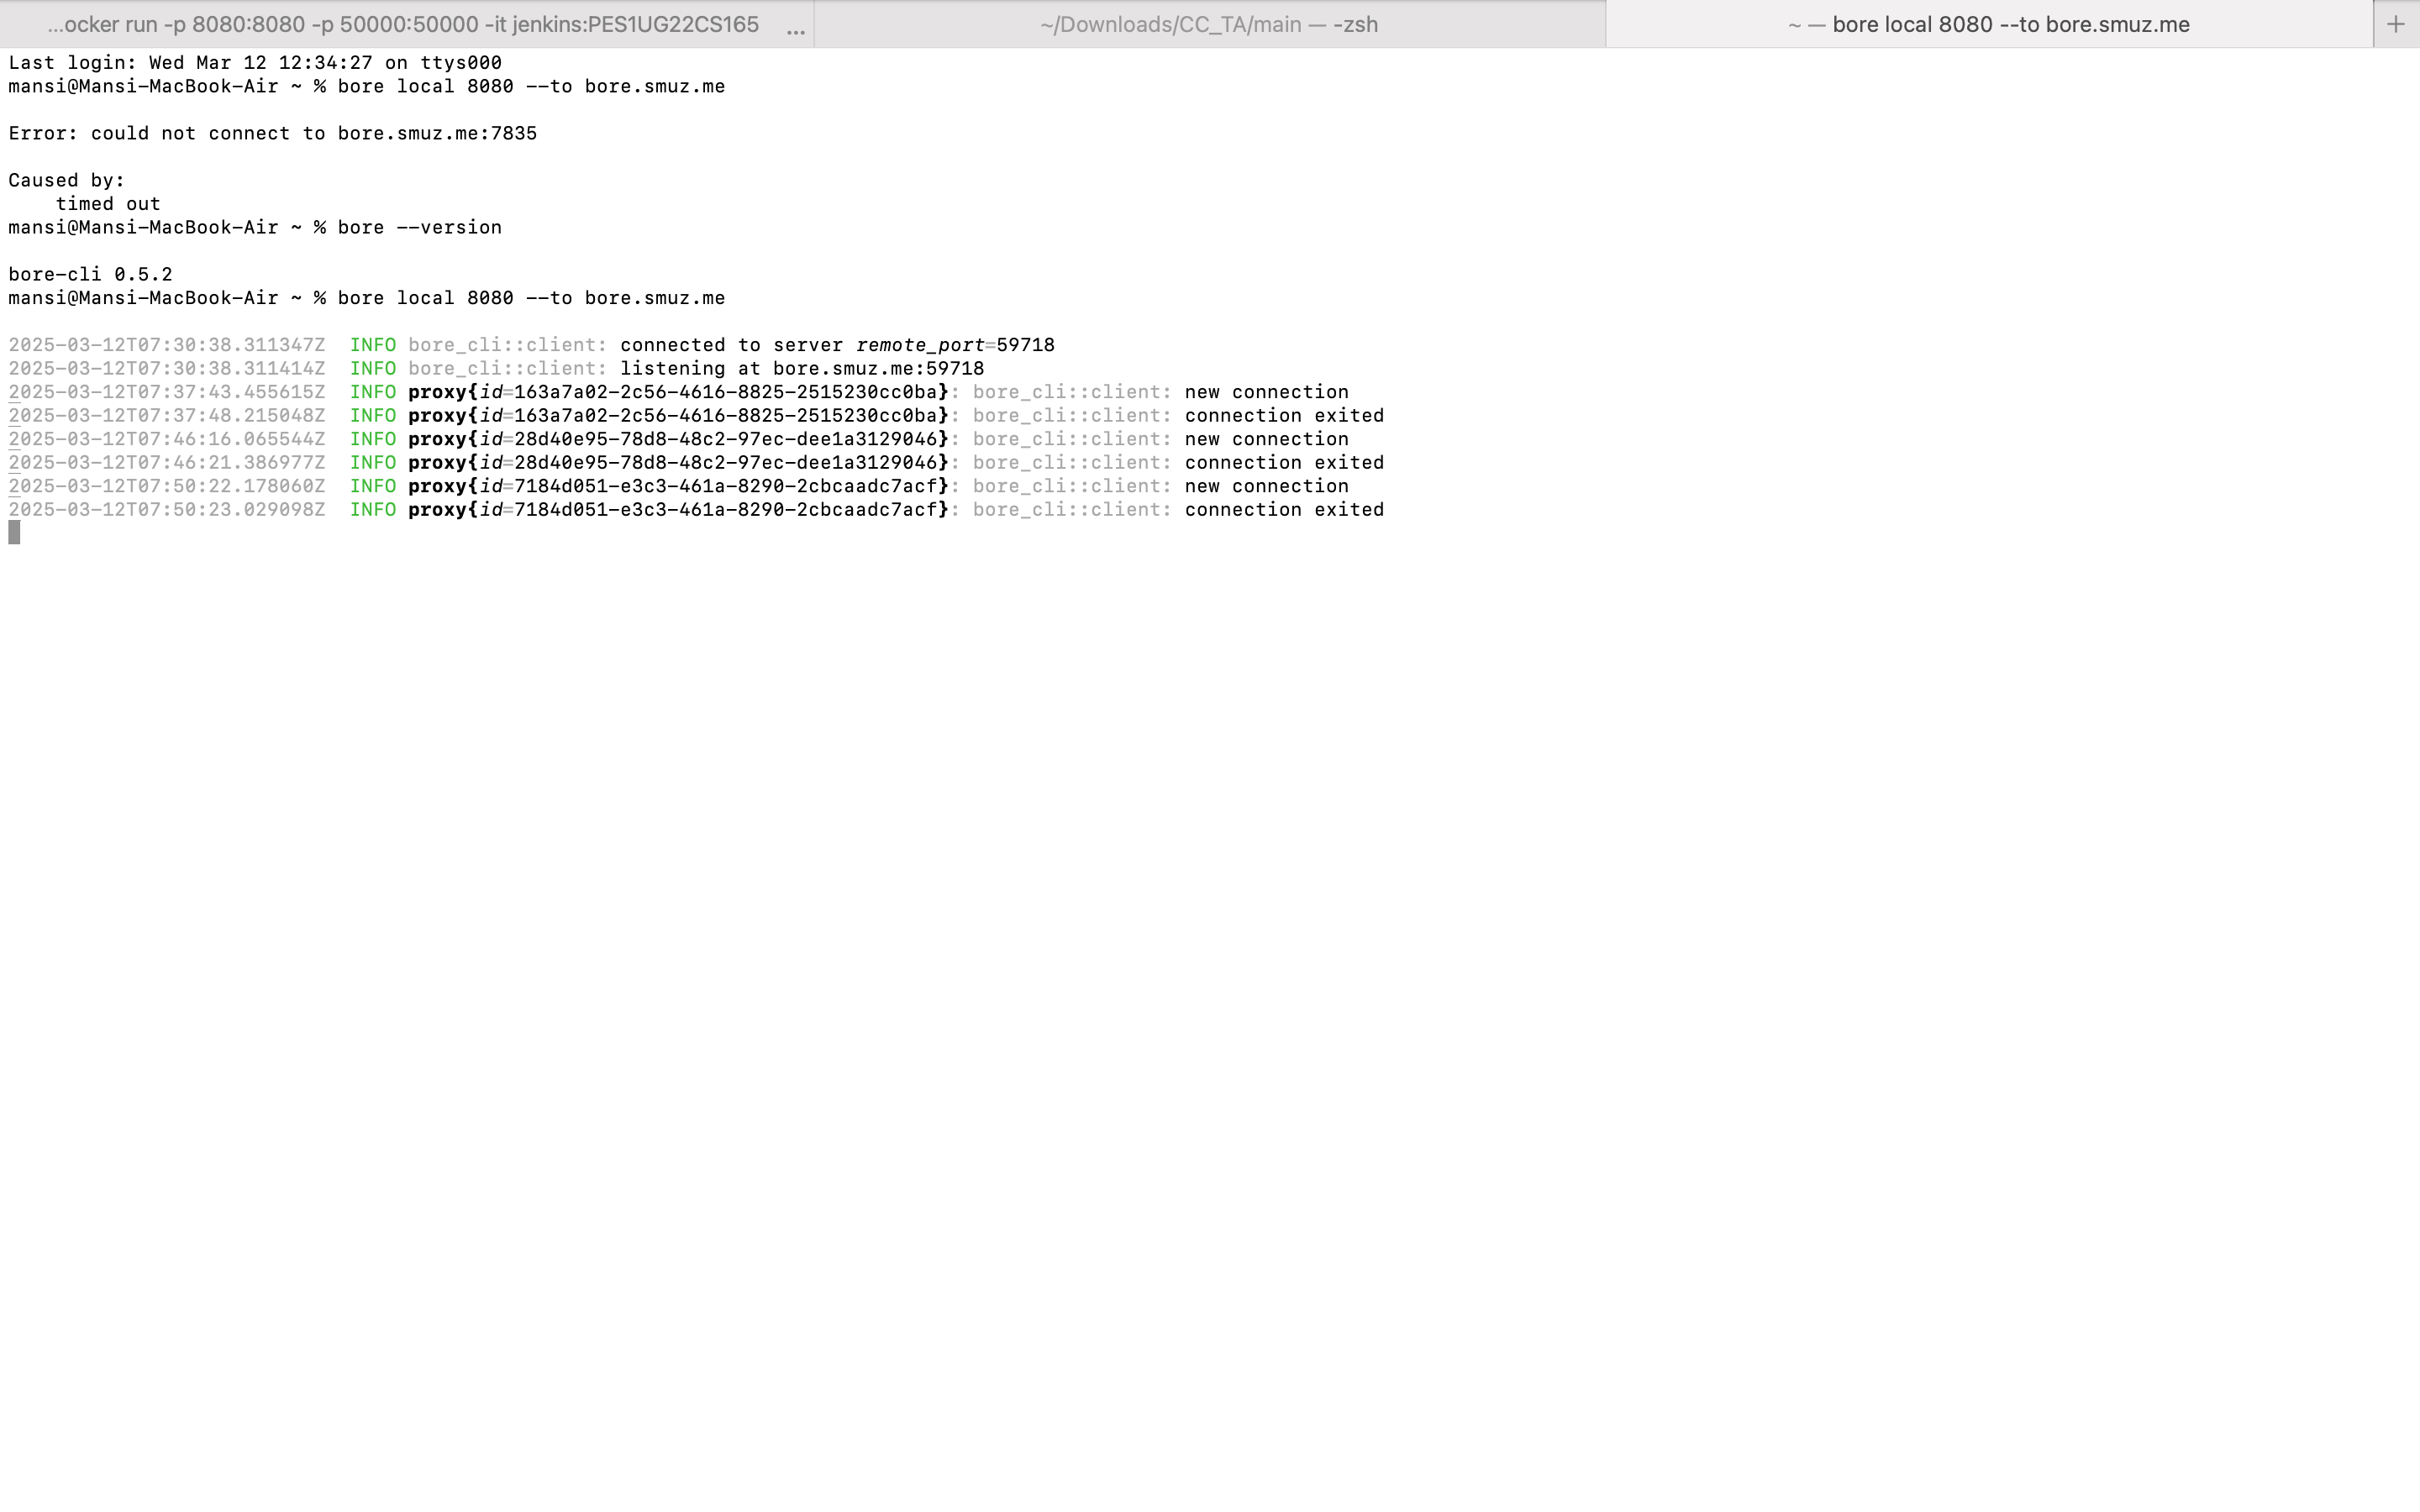 ...ocker run -p 8080:8080 -p 50000:50000 -it jenkins:PES1UG22CS165 ...
~/Downloads/CC_TA/main — -zsh
~ — bore local 8080 --to bore.smuz.me
+
Last login: Wed Mar 12 12:34:27 on ttys000
mansi@Mansi-MacBook-Air ~ % bore local 8080 --to bore.smuz.me
Error: could not connect to bore.smuz.me:7835
Caused by:
    timed out
mansi@Mansi-MacBook-Air ~ % bore --version
bore-cli 0.5.2
mansi@Mansi-MacBook-Air ~ % bore local 8080 --to bore.smuz.me
2025-03-12T07:30:38.311347Z  INFO bore_cli::client: connected to server remote_port=59718
2025-03-12T07:30:38.311414Z  INFO bore_cli::client: listening at bore.smuz.me:59718
2025-03-12T07:37:43.455615Z  INFO proxy{id=163a7a02-2c56-4616-8825-2515230cc0ba}: bore_cli::client: new connection
2025-03-12T07:37:48.215048Z  INFO proxy{id=163a7a02-2c56-4616-8825-2515230cc0ba}: bore_cli::client: connection exited
2025-03-12T07:46:16.065544Z  INFO proxy{id=28d40e95-78d8-48c2-97ec-dee1a3129046}: bore_cli::client: new connection
2025-03-12T07:46:21.386977Z  INFO proxy{id=28d40e95-78d8-48c2-97ec-dee1a3129046}: bore_cli::client: connection exited
2025-03-12T07:50:22.178060Z  INFO proxy{id=7184d051-e3c3-461a-8290-2cbcaadc7acf}: bore_cli::client: new connection
2025-03-12T07:50:23.029098Z  INFO proxy{id=7184d051-e3c3-461a-8290-2cbcaadc7acf}: bore_cli::client: connection exited